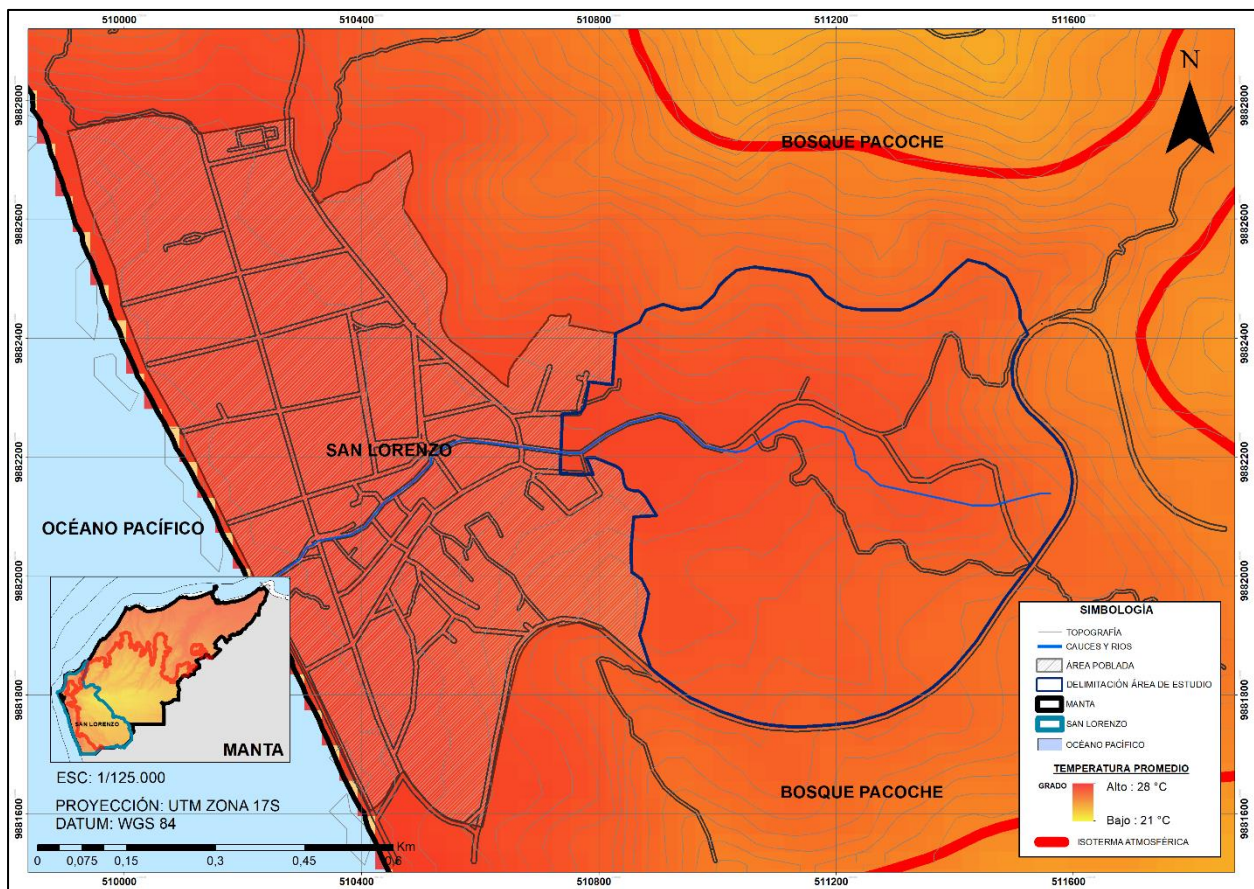 510000 510400 510800 511200 511600
N
9882800 9882800
BOSQUE PACOCHE
9882600 9882600
9882400 9882400
SAN LORENZO
9882200 9882200
OCÉANO PACÍFICO
9882000 9882000
SAN LORENZO
MANTA
ESC: 1/125.000
PROYECCIÓN: UTM ZONA 17S
DATUM: WGS 84
0 0,075 0,15 0,3 0,45 0,6
Km
SIMBOLOGÍA
TOPOGRAFÍA
CAUCES Y RIOS
ÁREA POBLADA
DELIMITACIÓN ÁREA DE ESTUDIO
MANTA
SAN LORENZO
OCÉANO PACÍFICO
TEMPERATURA PROMEDIO
GRADO
Alto : 28 °C
Bajo : 21 °C
ISOTERMA ATMOSFÉRICA
9881800 9881800
BOSQUE PACOCHE
9881600 9881600
510000 510400 510800 511200 511600